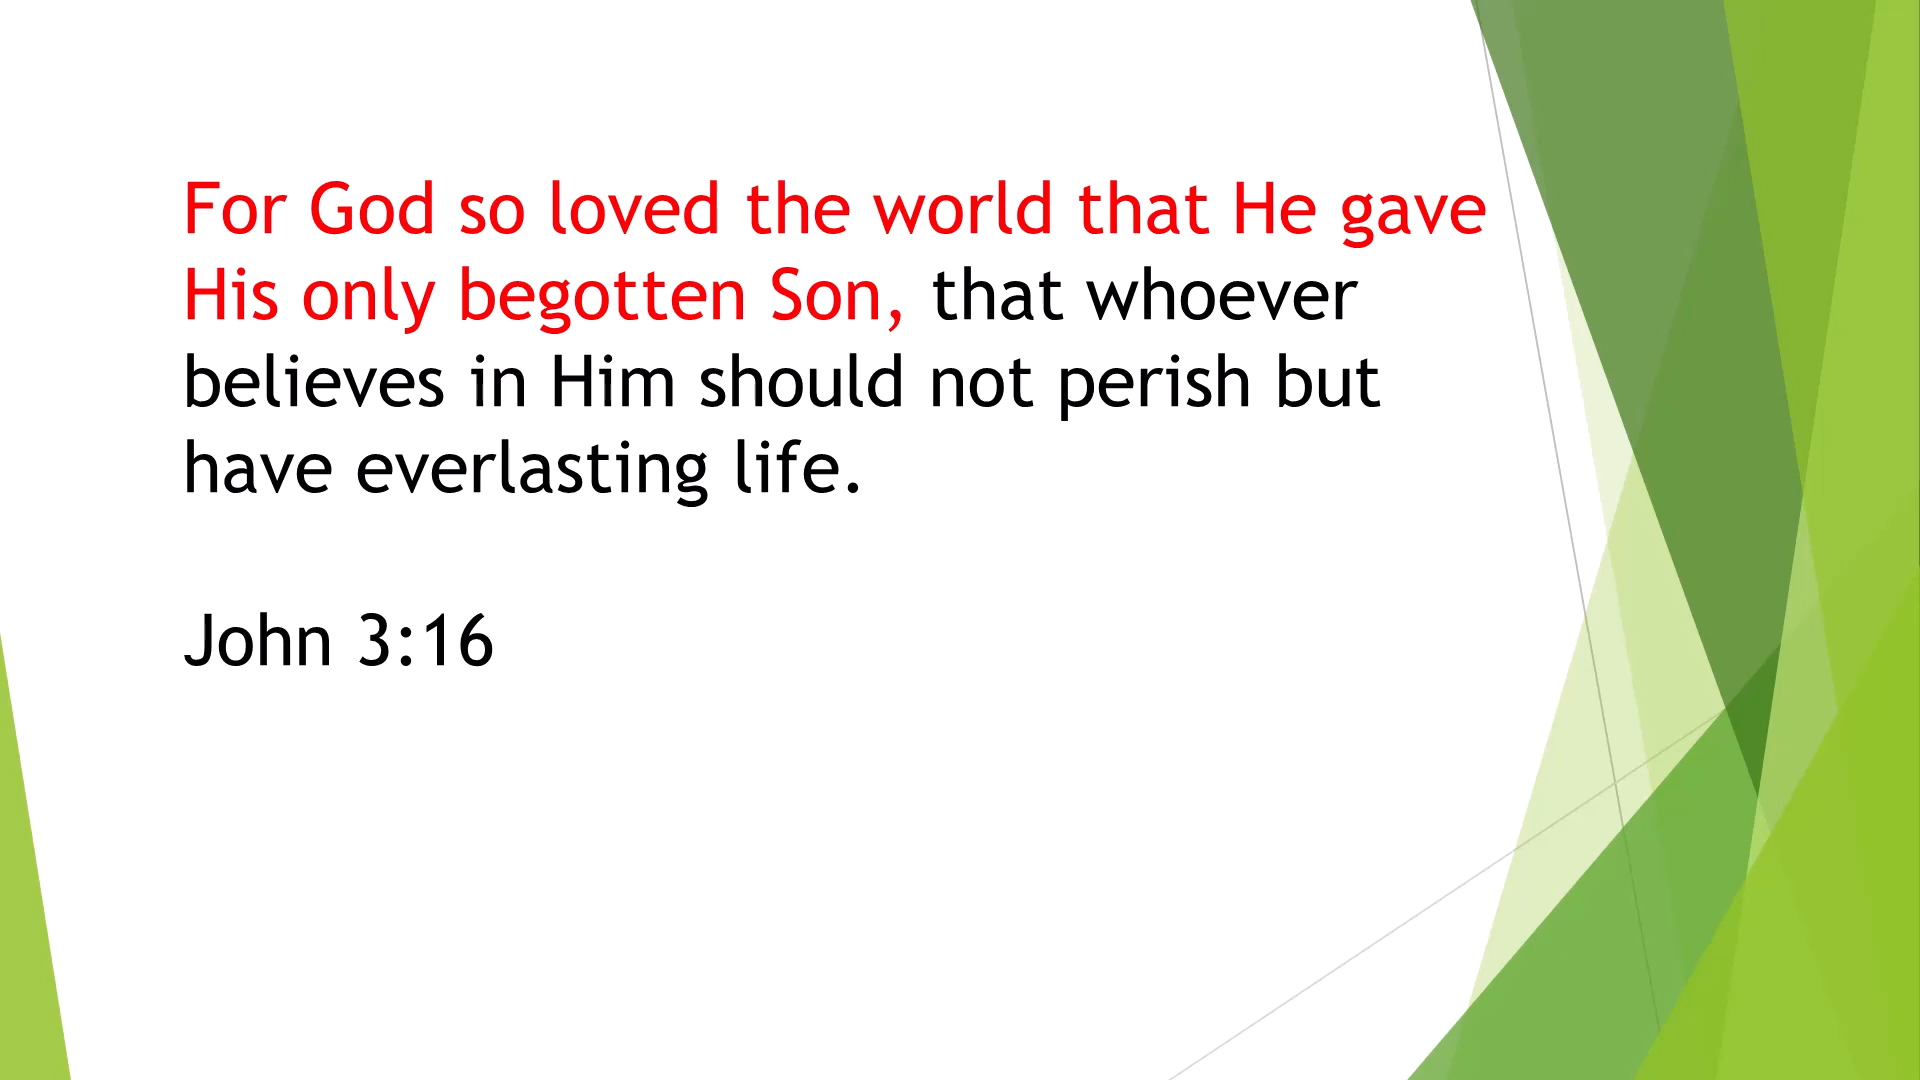 For God so loved the world that He gave
His only begotten Son, that whoever
believes in Him should not perish but
have everlasting life.
John 3:16